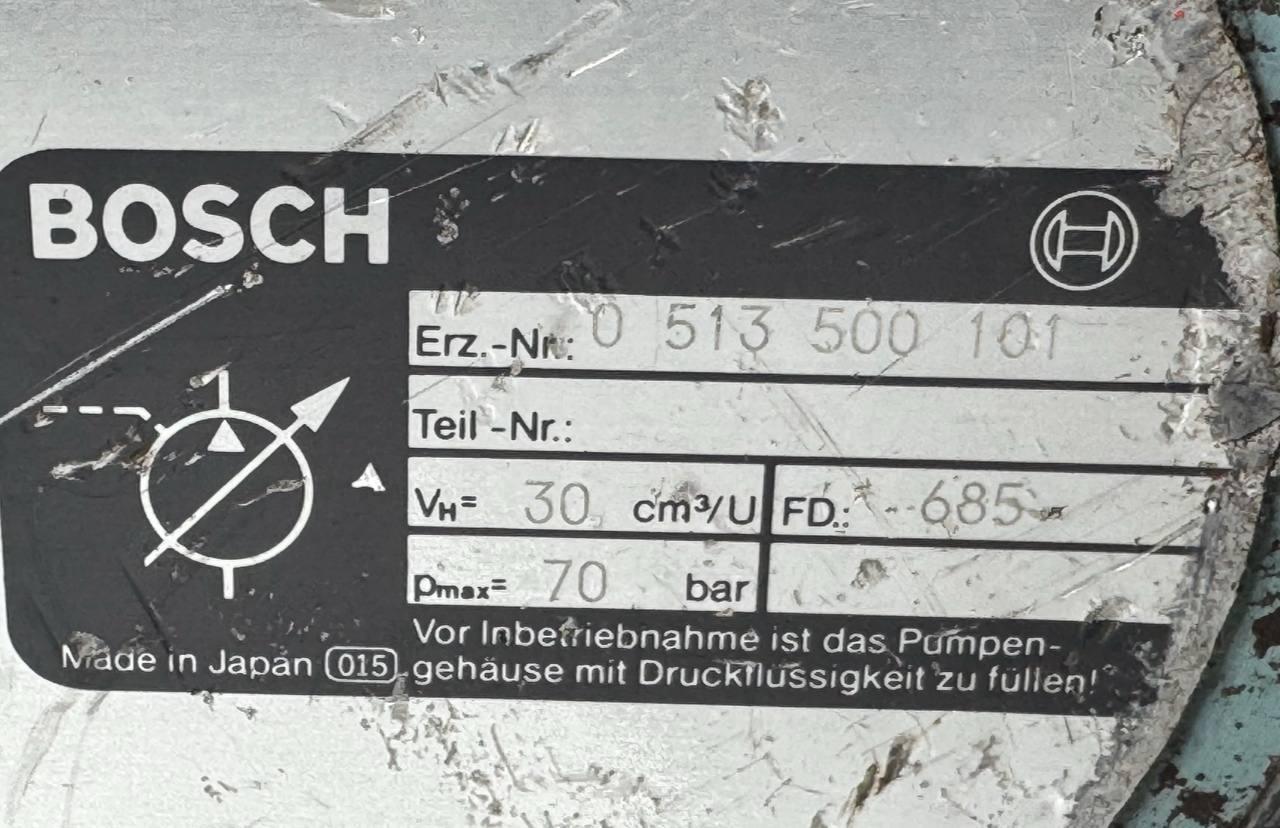 BOSCH
Erz.-Nr.: 0 513 500 101
Teil-Nr.:
VH= 30 cm³/U FD.: 685
pmax= 70 bar
Made in Japan 015
Vor Inbetriebnahme ist das Pumpen-
gehäuse mit Druckflüssigkeit zu füllen!